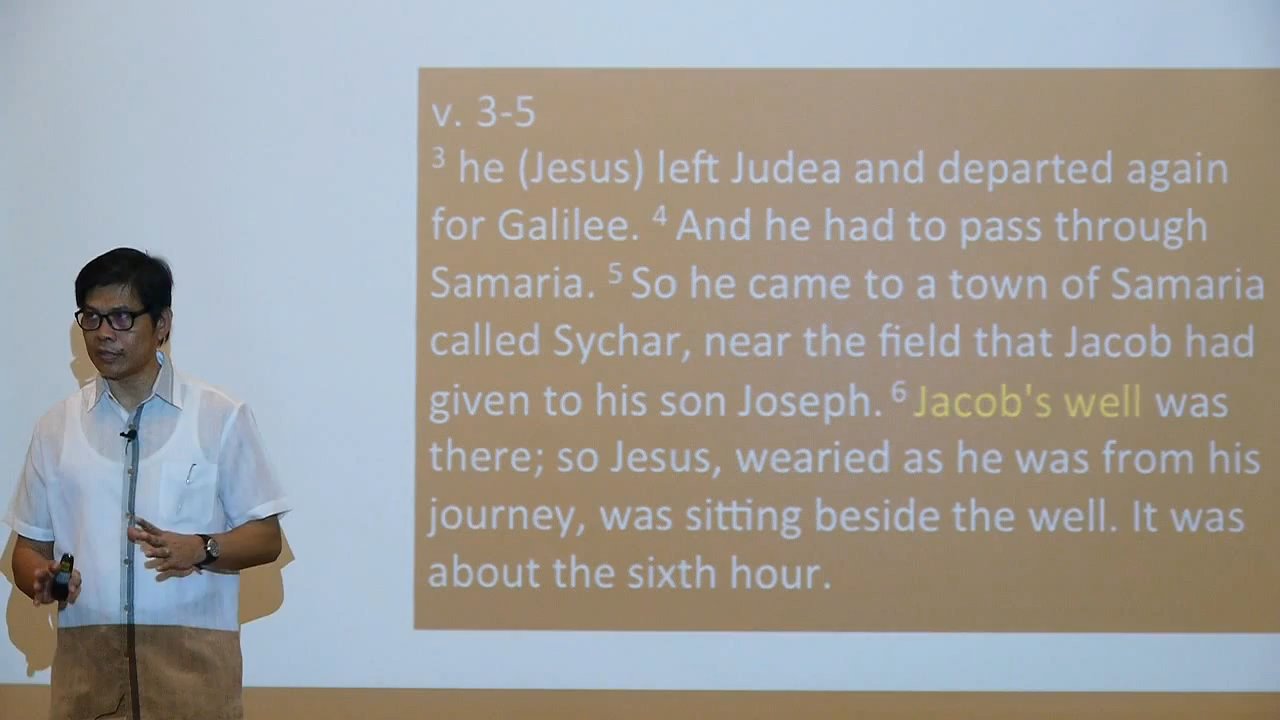 v. 3-5
3 he (Jesus) left Judea and departed again
for Galilee. 4 And he had to pass through
Samaria. 5 So he came to a town of Samaria
called Sychar, near the field that Jacob had
given to his son Joseph. 6 Jacob's well was
there; so Jesus, wearied as he was from his
journey, was sitting beside the well. It was
about the sixth hour.